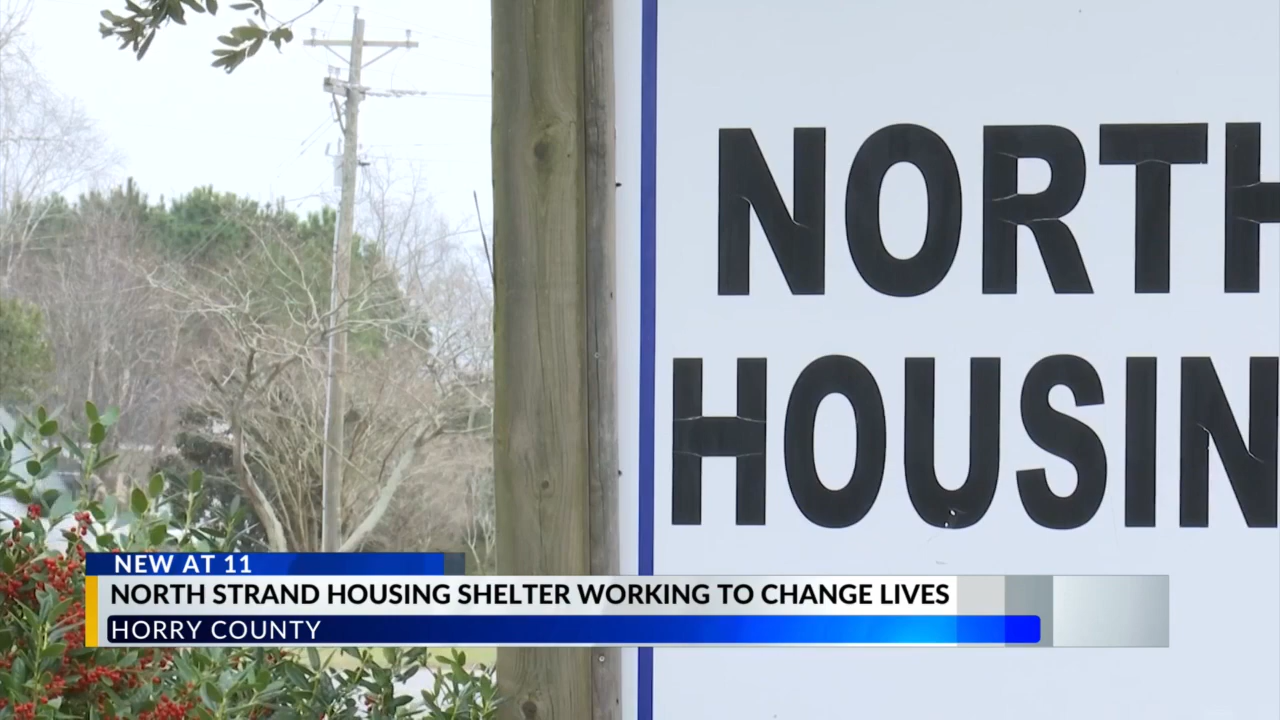 NORTH
HOUSIN
NEW AT 11
NORTH STRAND HOUSING SHELTER WORKING TO CHANGE LIVES
HORRY COUNTY